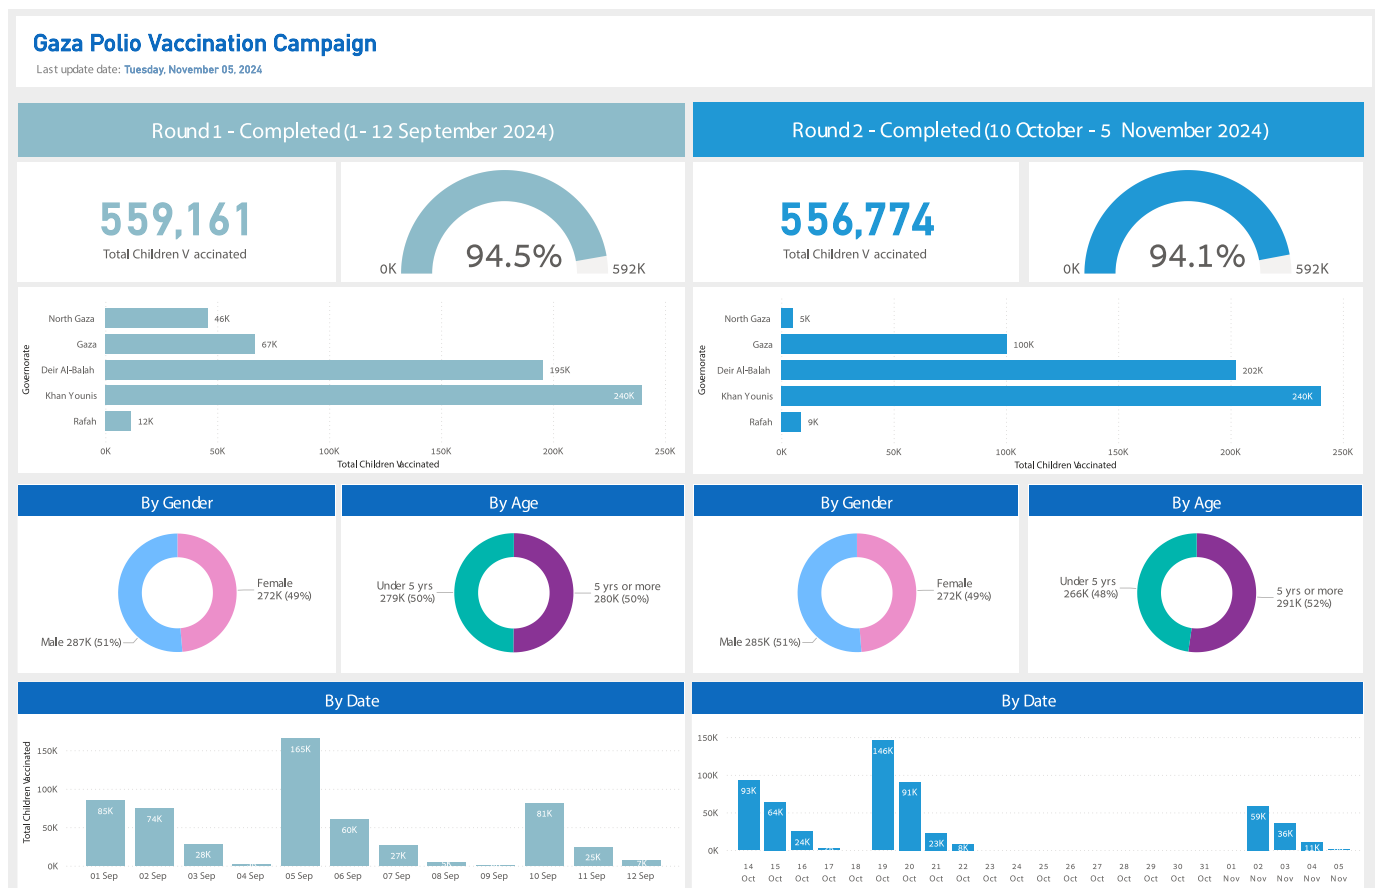 Gaza Polio Vaccination Campaign
Last update date: Tuesday, November 05, 2024
Round 1 - Completed (1- 12 September 2024)
559,161
Total Children V accinated
94.5%
0K
592K
Governorate
North Gaza 46K
Gaza 67K
Deir Al-Balah 195K
Khan Younis 240K
Rafah 12K
0K 50K 100K 150K 200K 250K
Total Children Vaccinated
By Gender
Female
272K (49%)
Male 287K (51%)
By Age
Under 5 yrs
279K (50%)
5 yrs or more
280K (50%)
By Date
Total Children Vaccinated
150K
100K
50K
0K
85K 74K 28K 165K 60K 27K 5K 81K 25K 7K
01 Sep 02 Sep 03 Sep 04 Sep 05 Sep 06 Sep 07 Sep 08 Sep 09 Sep 10 Sep 11 Sep 12 Sep
Round 2 - Completed (10 October - 5 November 2024)
556,774
Total Children V accinated
94.1%
0K
592K
Governorate
North Gaza 5K
Gaza 100K
Deir Al-Balah 202K
Khan Younis 240K
Rafah 9K
0K 50K 100K 150K 200K 250K
Total Children Vaccinated
By Gender
Female
272K (49%)
Male 285K (51%)
By Age
Under 5 yrs
266K (48%)
5 yrs or more
291K (52%)
By Date
150K
100K
50K
0K
93K 64K 24K 146K 91K 23K 8K 59K 36K 11K
14 15 16 17 18 19 20 21 22 23 24 25 26 27 28 29 30 31 01 02 03 04 05
Oct Oct Oct Oct Oct Oct Oct Oct Oct Oct Oct Oct Oct Oct Oct Oct Oct Oct Nov Nov Nov Nov Nov